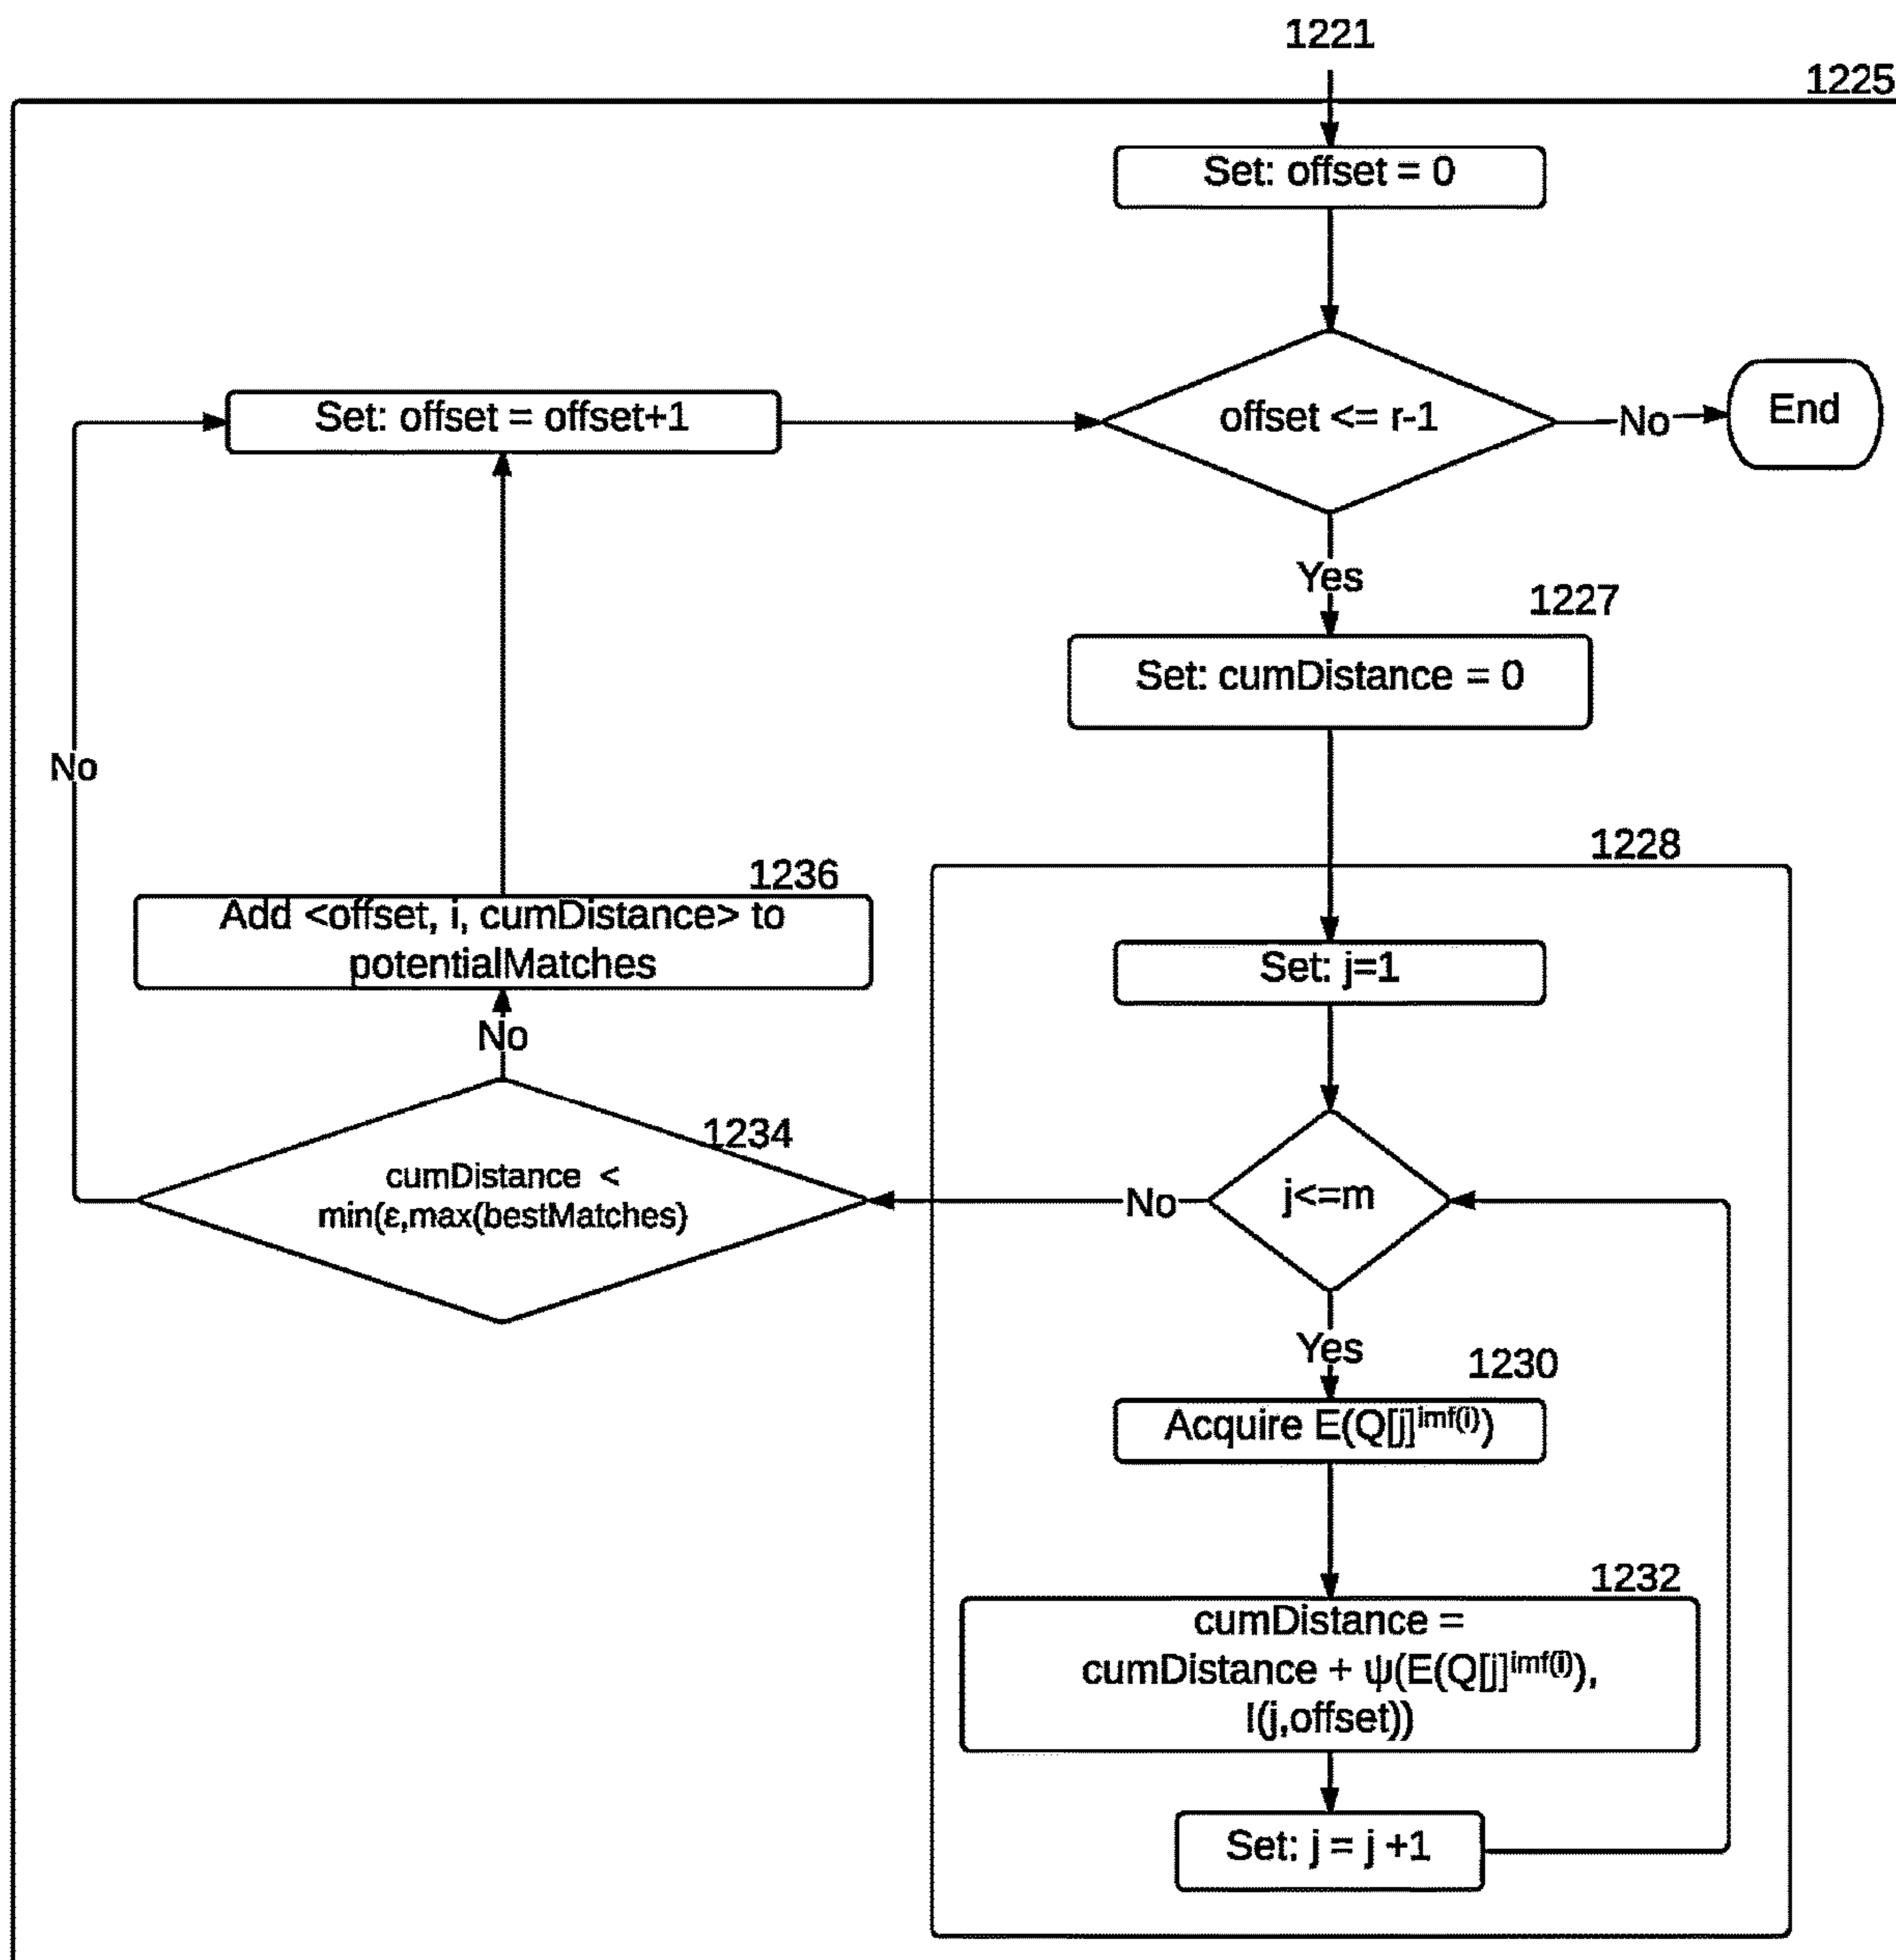 1221
1225
Set: offset = 0
Set: offset = offset+1
offset <= r-1
No
End
Yes
1227
Set: cumDistance = 0
No
1228
1236
Add <offset, i, cumDistance> to
potentialMatches
Set: j=1
No
1234
cumDistance <
min(ε,max(bestMatches)
No
j<=m
Yes
1230
Acquire E(Q[j]^imf(i))
1232
cumDistance =
cumDistance + ψ(E(Q[j]^imf(i)),
I(j,offset))
Set: j = j +1